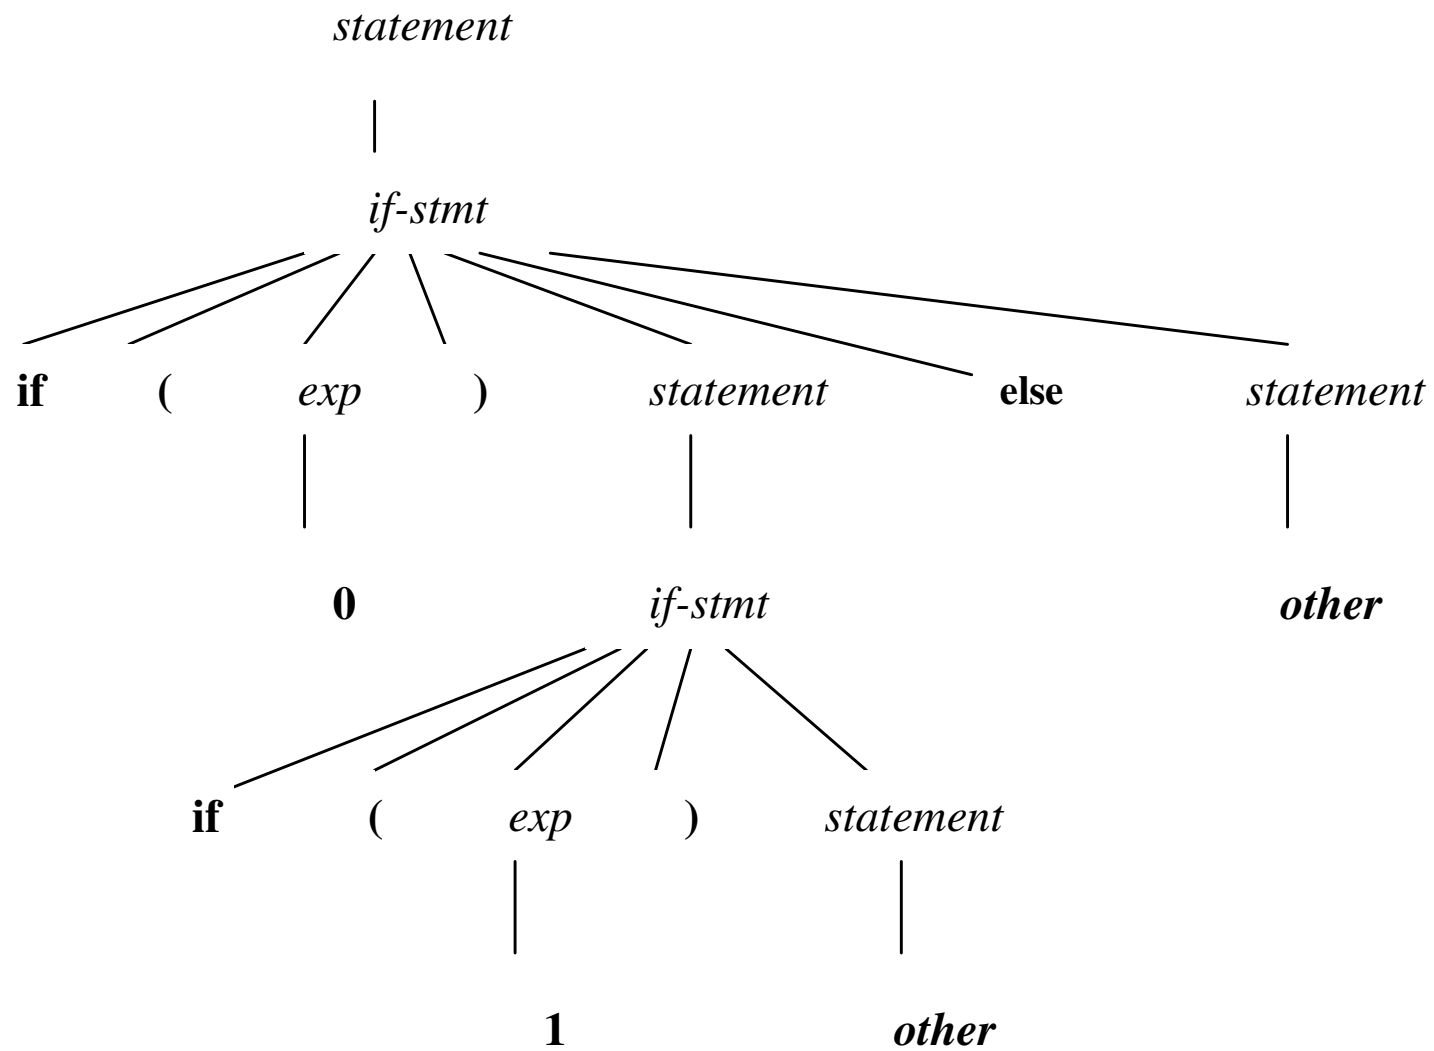 statement
if-stmt
if ( exp ) statement else statement
0 if-stmt other
if ( exp ) statement
1 other